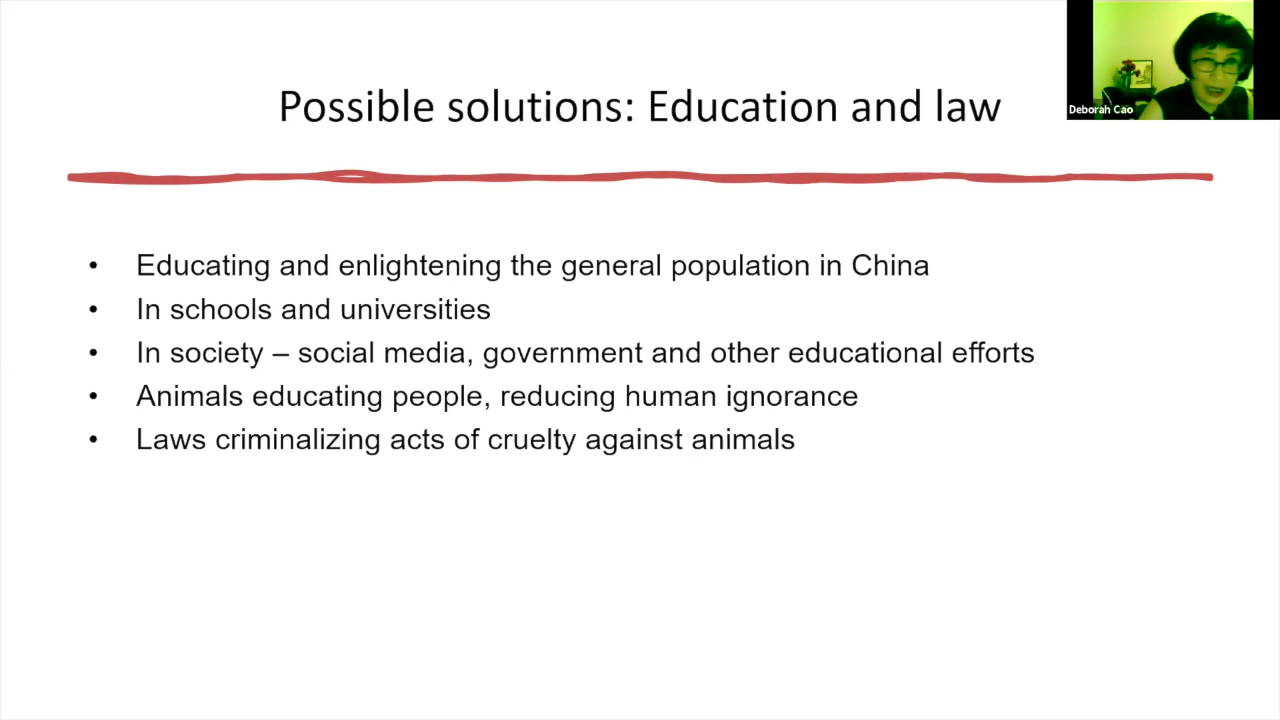 Possible solutions: Education and law
Deborah Cao
• Educating and enlightening the general population in China
• In schools and universities
• In society – social media, government and other educational efforts
• Animals educating people, reducing human ignorance
• Laws criminalizing acts of cruelty against animals